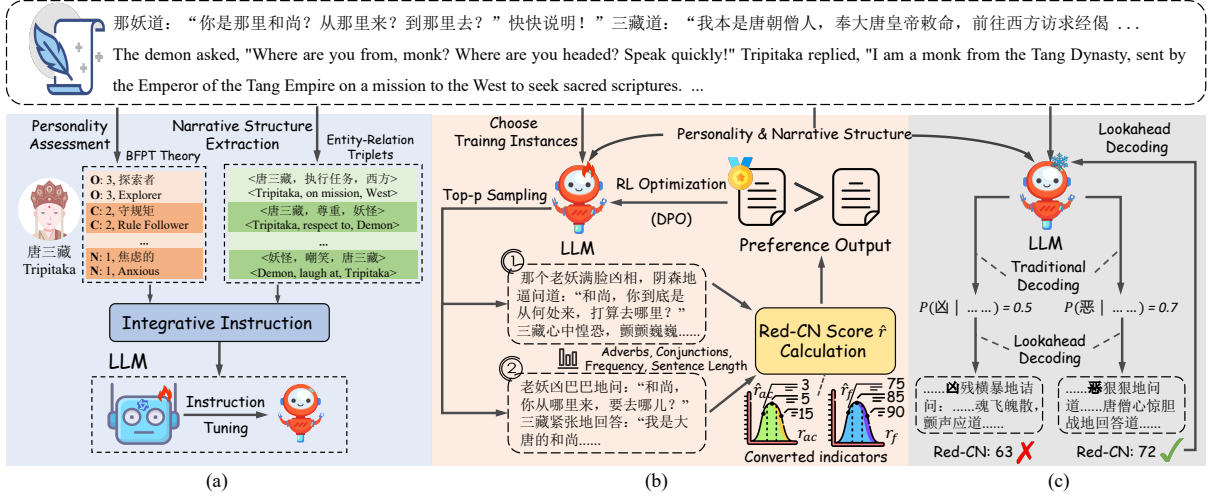 那妖道：“你是那里和尚？从那里来？到那里去？”快快说明！”三藏道：“我本是唐朝僧人，奉大唐皇帝敕命，前往西方访求经偈 ...
The demon asked, "Where are you from, monk? Where are you headed? Speak quickly!" Tripitaka replied, "I am a monk from the Tang Dynasty, sent by
the Emperor of the Tang Empire on a mission to the West to seek sacred scriptures. ...
Personality
Assessment
Narrative Structure
Extraction
BFPT Theory
Entity-Relation
Triplets
O: 3, 探索者
O: 3, Explorer
C: 2, 守规矩
C: 2, Rule Follower
...
N: 1, 焦虑的
N: 1, Anxious
唐三藏
Tripitaka
<唐三藏，执行任务，西方>
<Tripitaka, on mission, West>
<唐三藏，尊重，妖怪>
<Tripitaka, respect to, Demon>
...
<妖怪，嘲笑，唐三藏>
<Demon, laugh at, Tripitaka>
Integrative Instruction
LLM
Instruction
Tuning
(a)
Choose
Trainng Instances
Personality & Narrative Structure
Top-p Sampling
RL Optimization
(DPO)
LLM
Preference Output
1
那个老妖满脸凶相，阴森地
逼问道：“和尚，你到底是
从何处来，打算去哪里？”
三藏心中惶恐，颤颤巍巍......
Adverbs, Conjunctions,
Frequency, Sentence Length
2
老妖凶巴巴地问：“和尚，
你从哪里来，要去哪儿？”
三藏紧张地回答：“我是大
唐的和尚......
Red-CN Score r̂
Calculation
r̂ac
3
5
15
rac
r̂f
75
85
90
rf
Converted indicators
(b)
Lookahead
Decoding
LLM
Traditional
Decoding
P(凶 | ... ...) = 0.5
P(恶 | ... ...) = 0.7
Lookahead
Decoding
......凶残横暴地诘
问：......魂飞魄散，
颤声应道......
......恶狠狠地问
道......唐僧心惊胆
战地回答道......
Red-CN: 63
Red-CN: 72
(c)